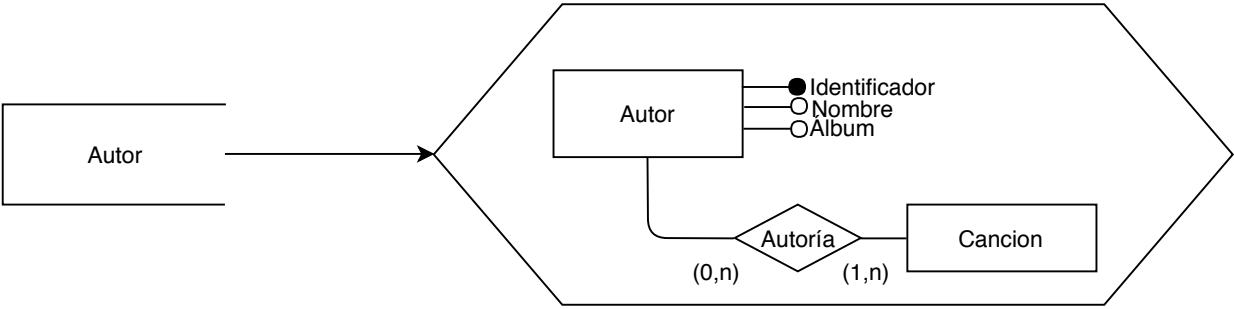 Autor
Autor
Identificador
Nombre
Álbum
Autoría
Cancion
(0,n)
(1,n)